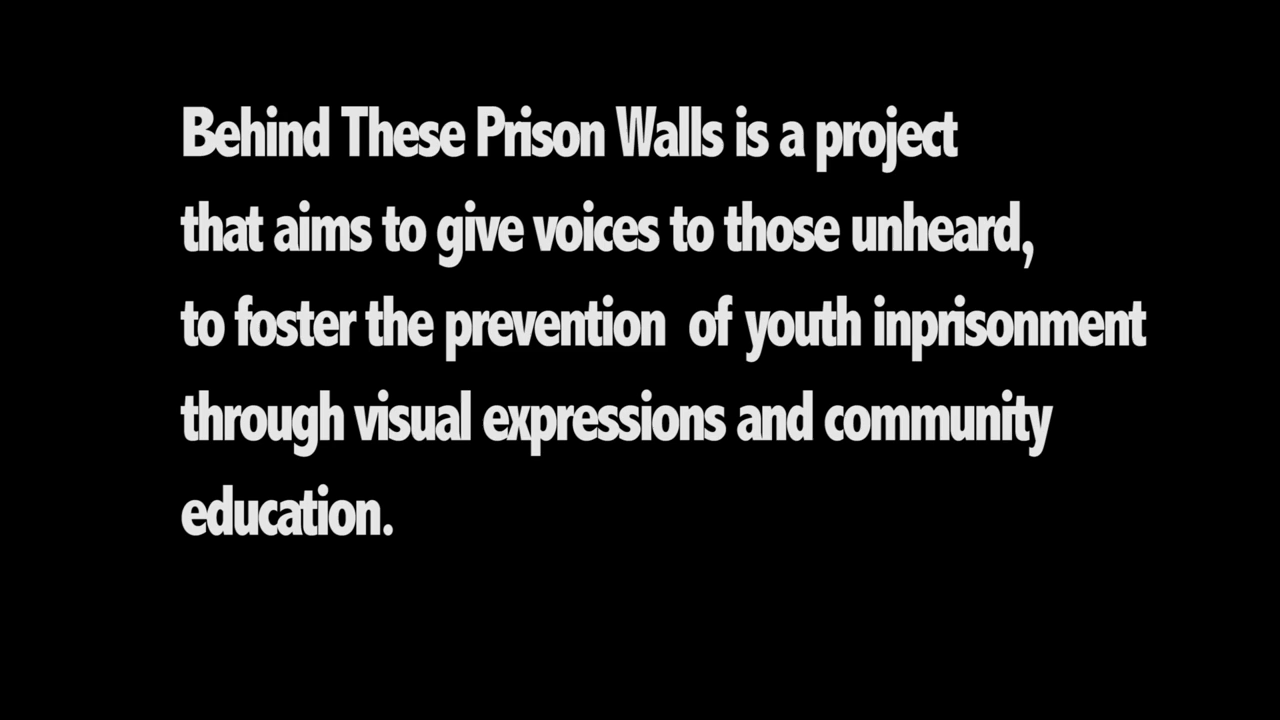 Behind These Prison Walls is a project
that aims to give voices to those unheard,
to foster the prevention  of youth inprisonment
through visual expressions and community
education.